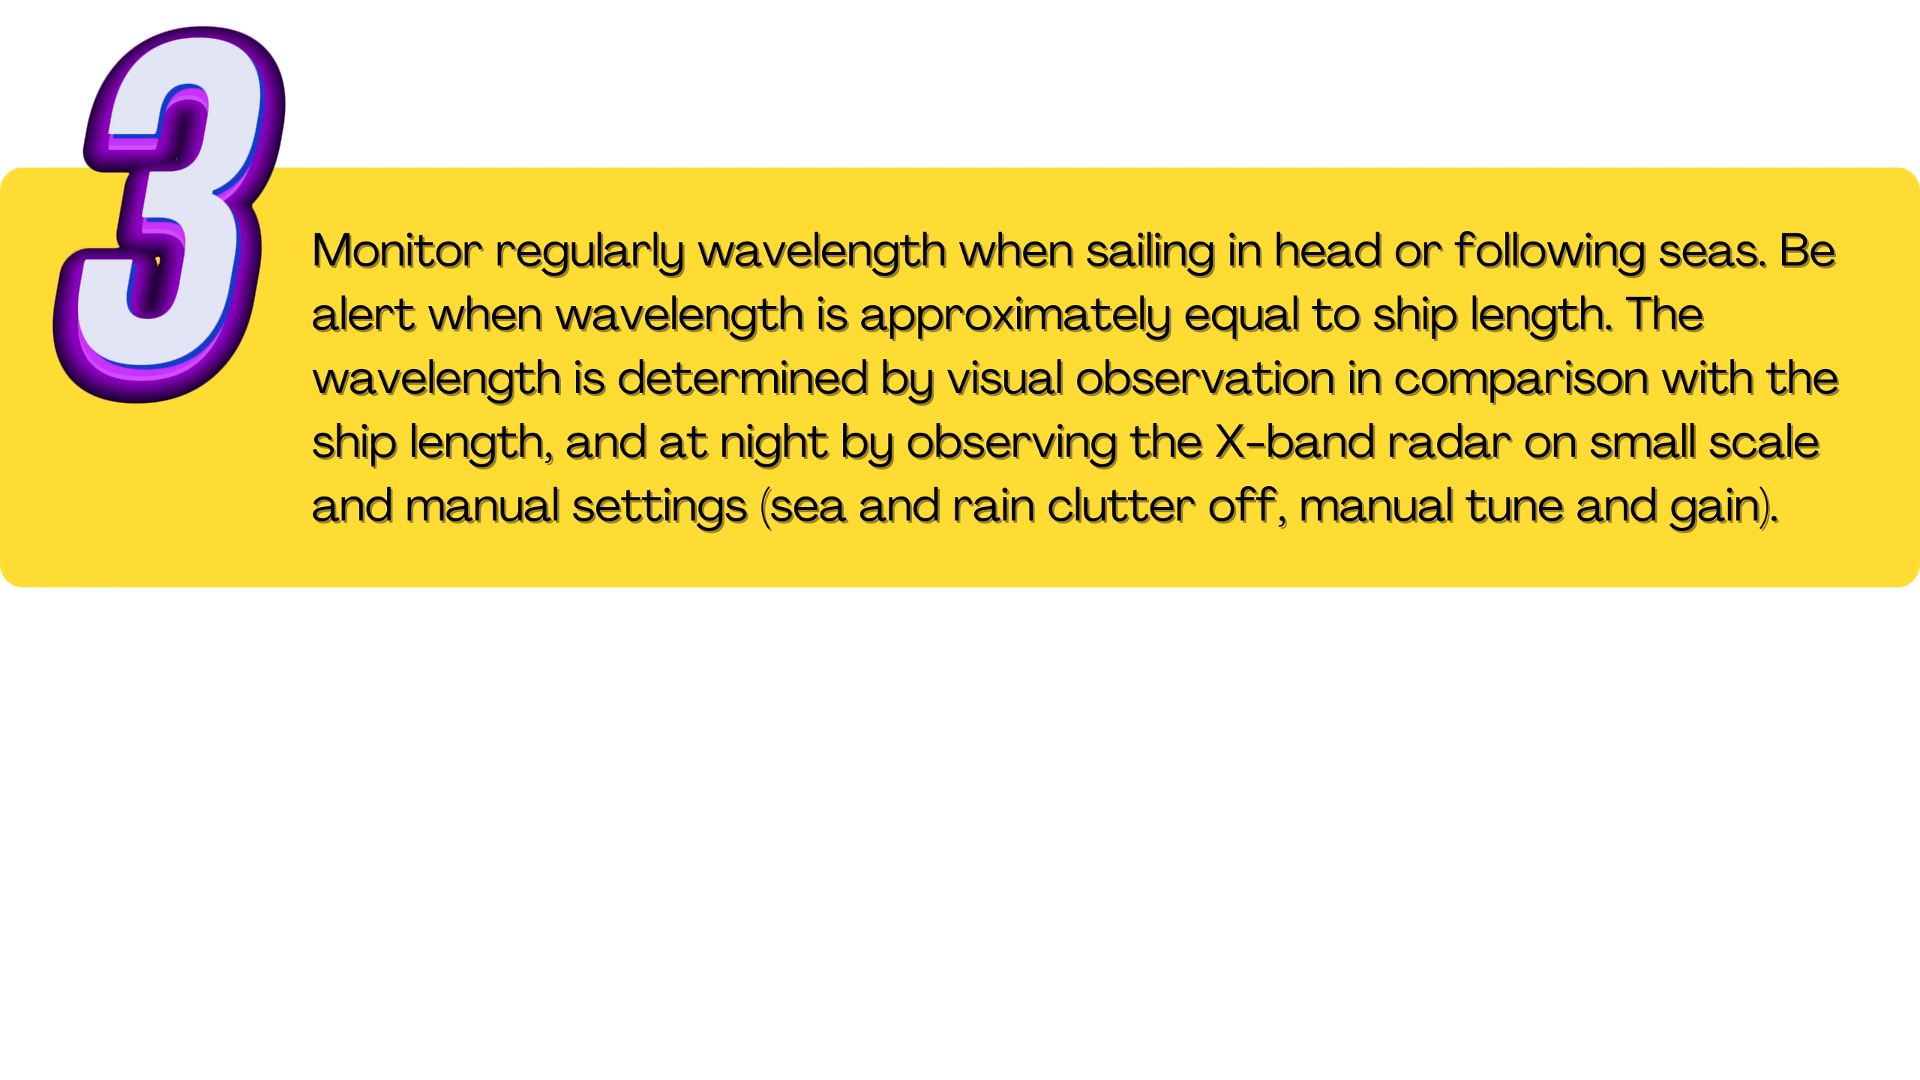 3
Monitor regularly wavelength when sailing in head or following seas. Be
alert when wavelength is approximately equal to ship length. The
wavelength is determined by visual observation in comparison with the
ship length, and at night by observing the X-band radar on small scale
and manual settings (sea and rain clutter off, manual tune and gain).